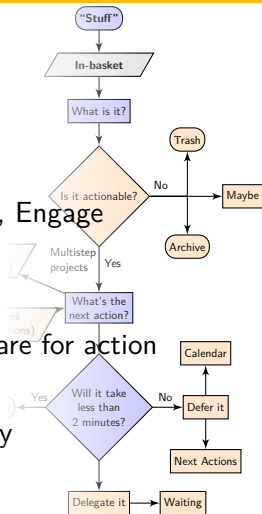 “Stuff”
In-basket
What is it?
Trash
Is it actionable?
No
Maybe
, Engage
Archive
Multistep
projects
Yes
What's the
next action?
are for action
Calendar
Yes
Will it take
less than
2 minutes?
No
Defer it
y
Next Actions
Delegate it
Waiting